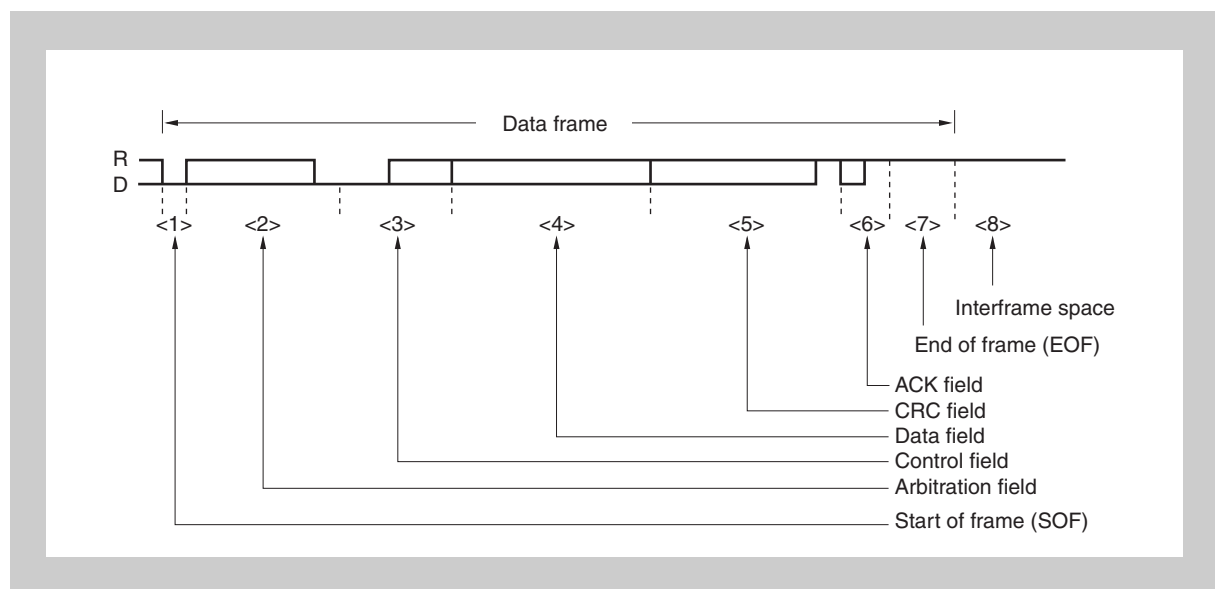 Data frame
R
D
<1> <2> <3> <4> <5> <6> <7> <8>
Interframe space
End of frame (EOF)
ACK field
CRC field
Data field
Control field
Arbitration field
Start of frame (SOF)